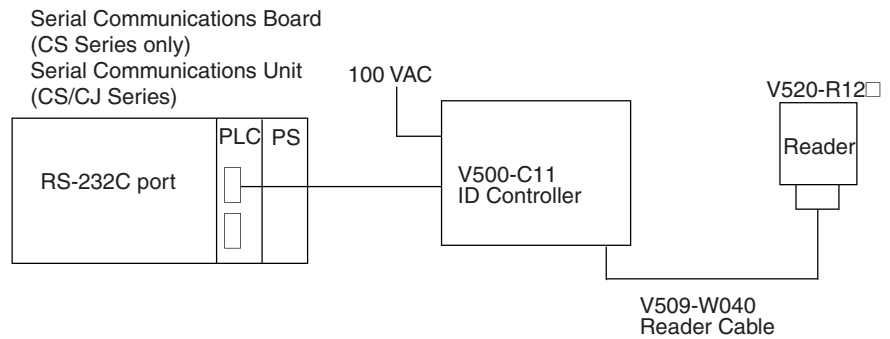 Serial Communications Board
(CS Series only)
Serial Communications Unit
(CS/CJ Series)
100 VAC
V520-R12□
PLC
PS
Reader
RS-232C port
V500-C11
ID Controller
V509-W040
Reader Cable